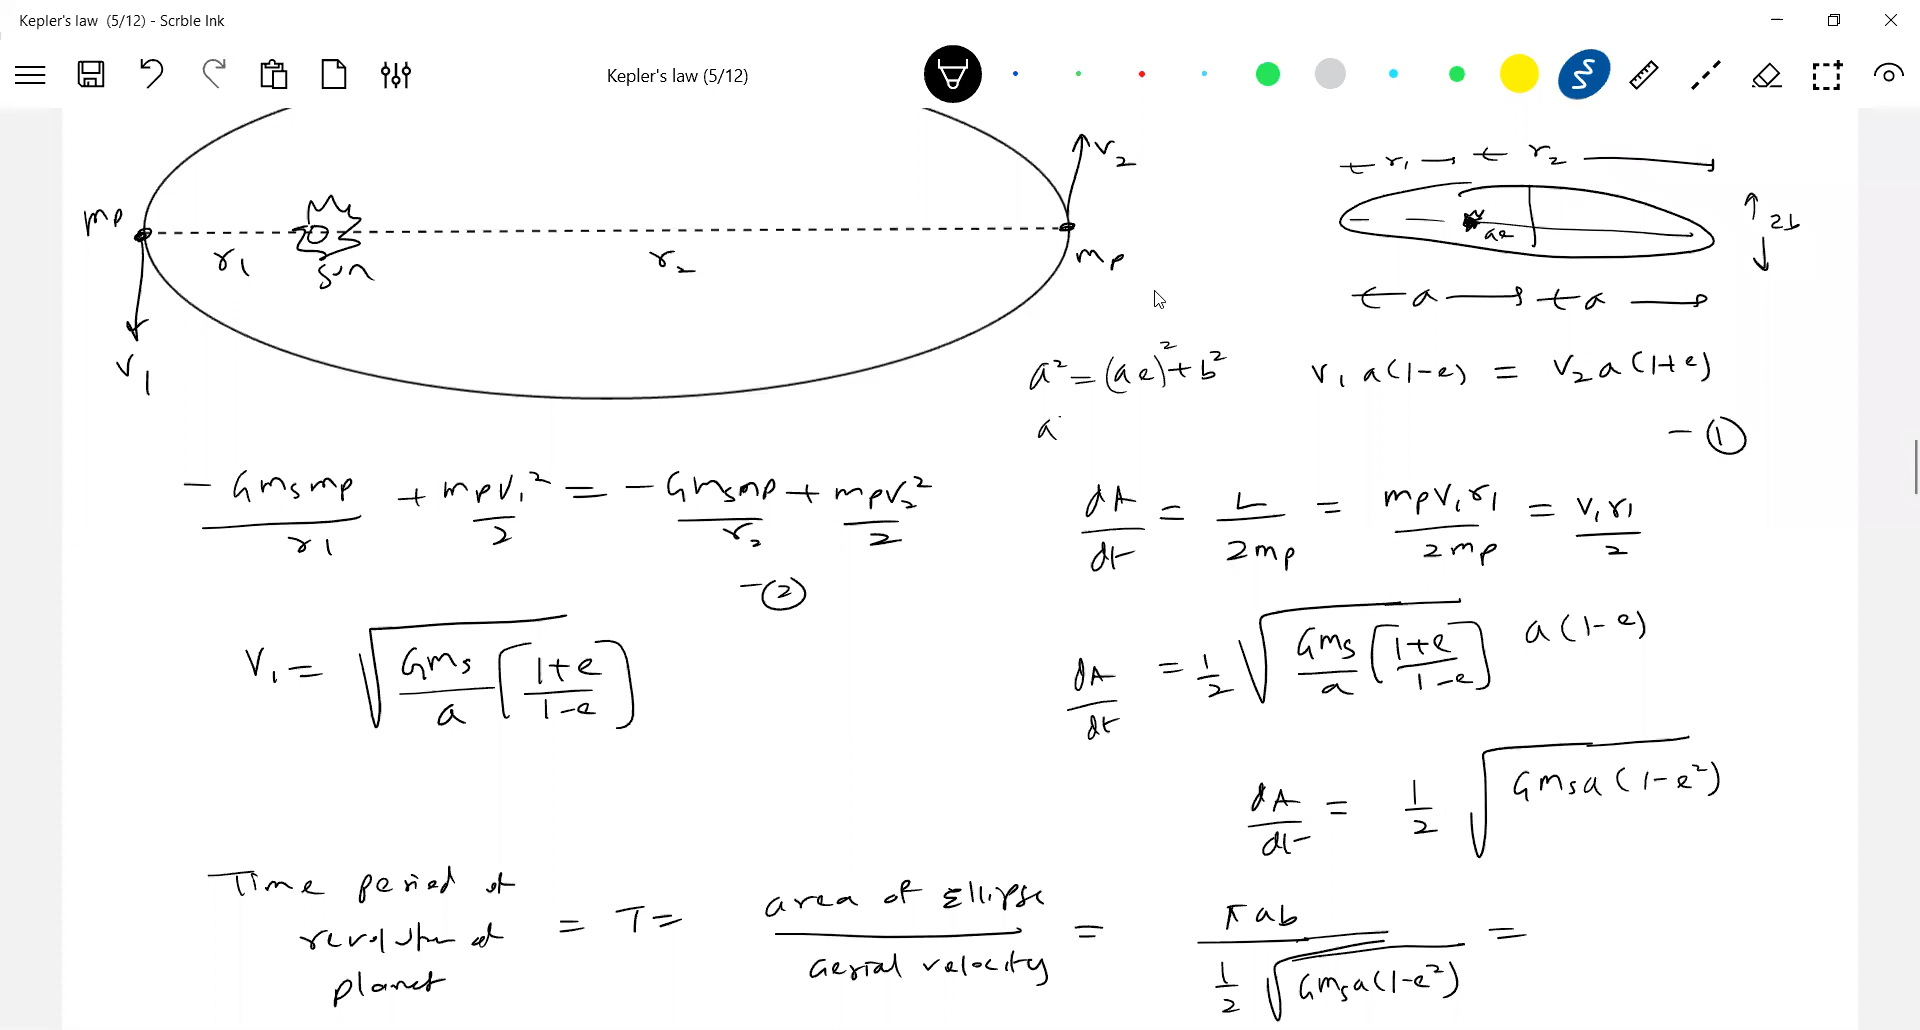 Kepler's law (5/12) - Scrble Ink
Kepler's law (5/12)
v₂
← r₁ → ← r₂ →
mp
r₁
sun
r₂
mp
ae
2b
← a → ← a →
v₁
a² = (ae)² + b²
v₁ a(1-e) = v₂ a(1+e)
a
- ①
- Gmsmp/r₁ + mpv₁²/2 = - Gmsmp/r₂ + mpv₂²/2
- ②
dA/dt = L/2mp = mpv₁r₁/2mp = v₁r₁/2
v₁ = √(Gms/a [1+e/1-e])
dA/dt = 1/2 √(Gms/a [1+e/1-e]) a(1-e)
dA/dt = 1/2 √(Gmsa(1-e²))
Time period of
revolution of
planet
= T = area of Ellipse / aerial velocity = πab / 1/2 √(Gmsa(1-e²)) =